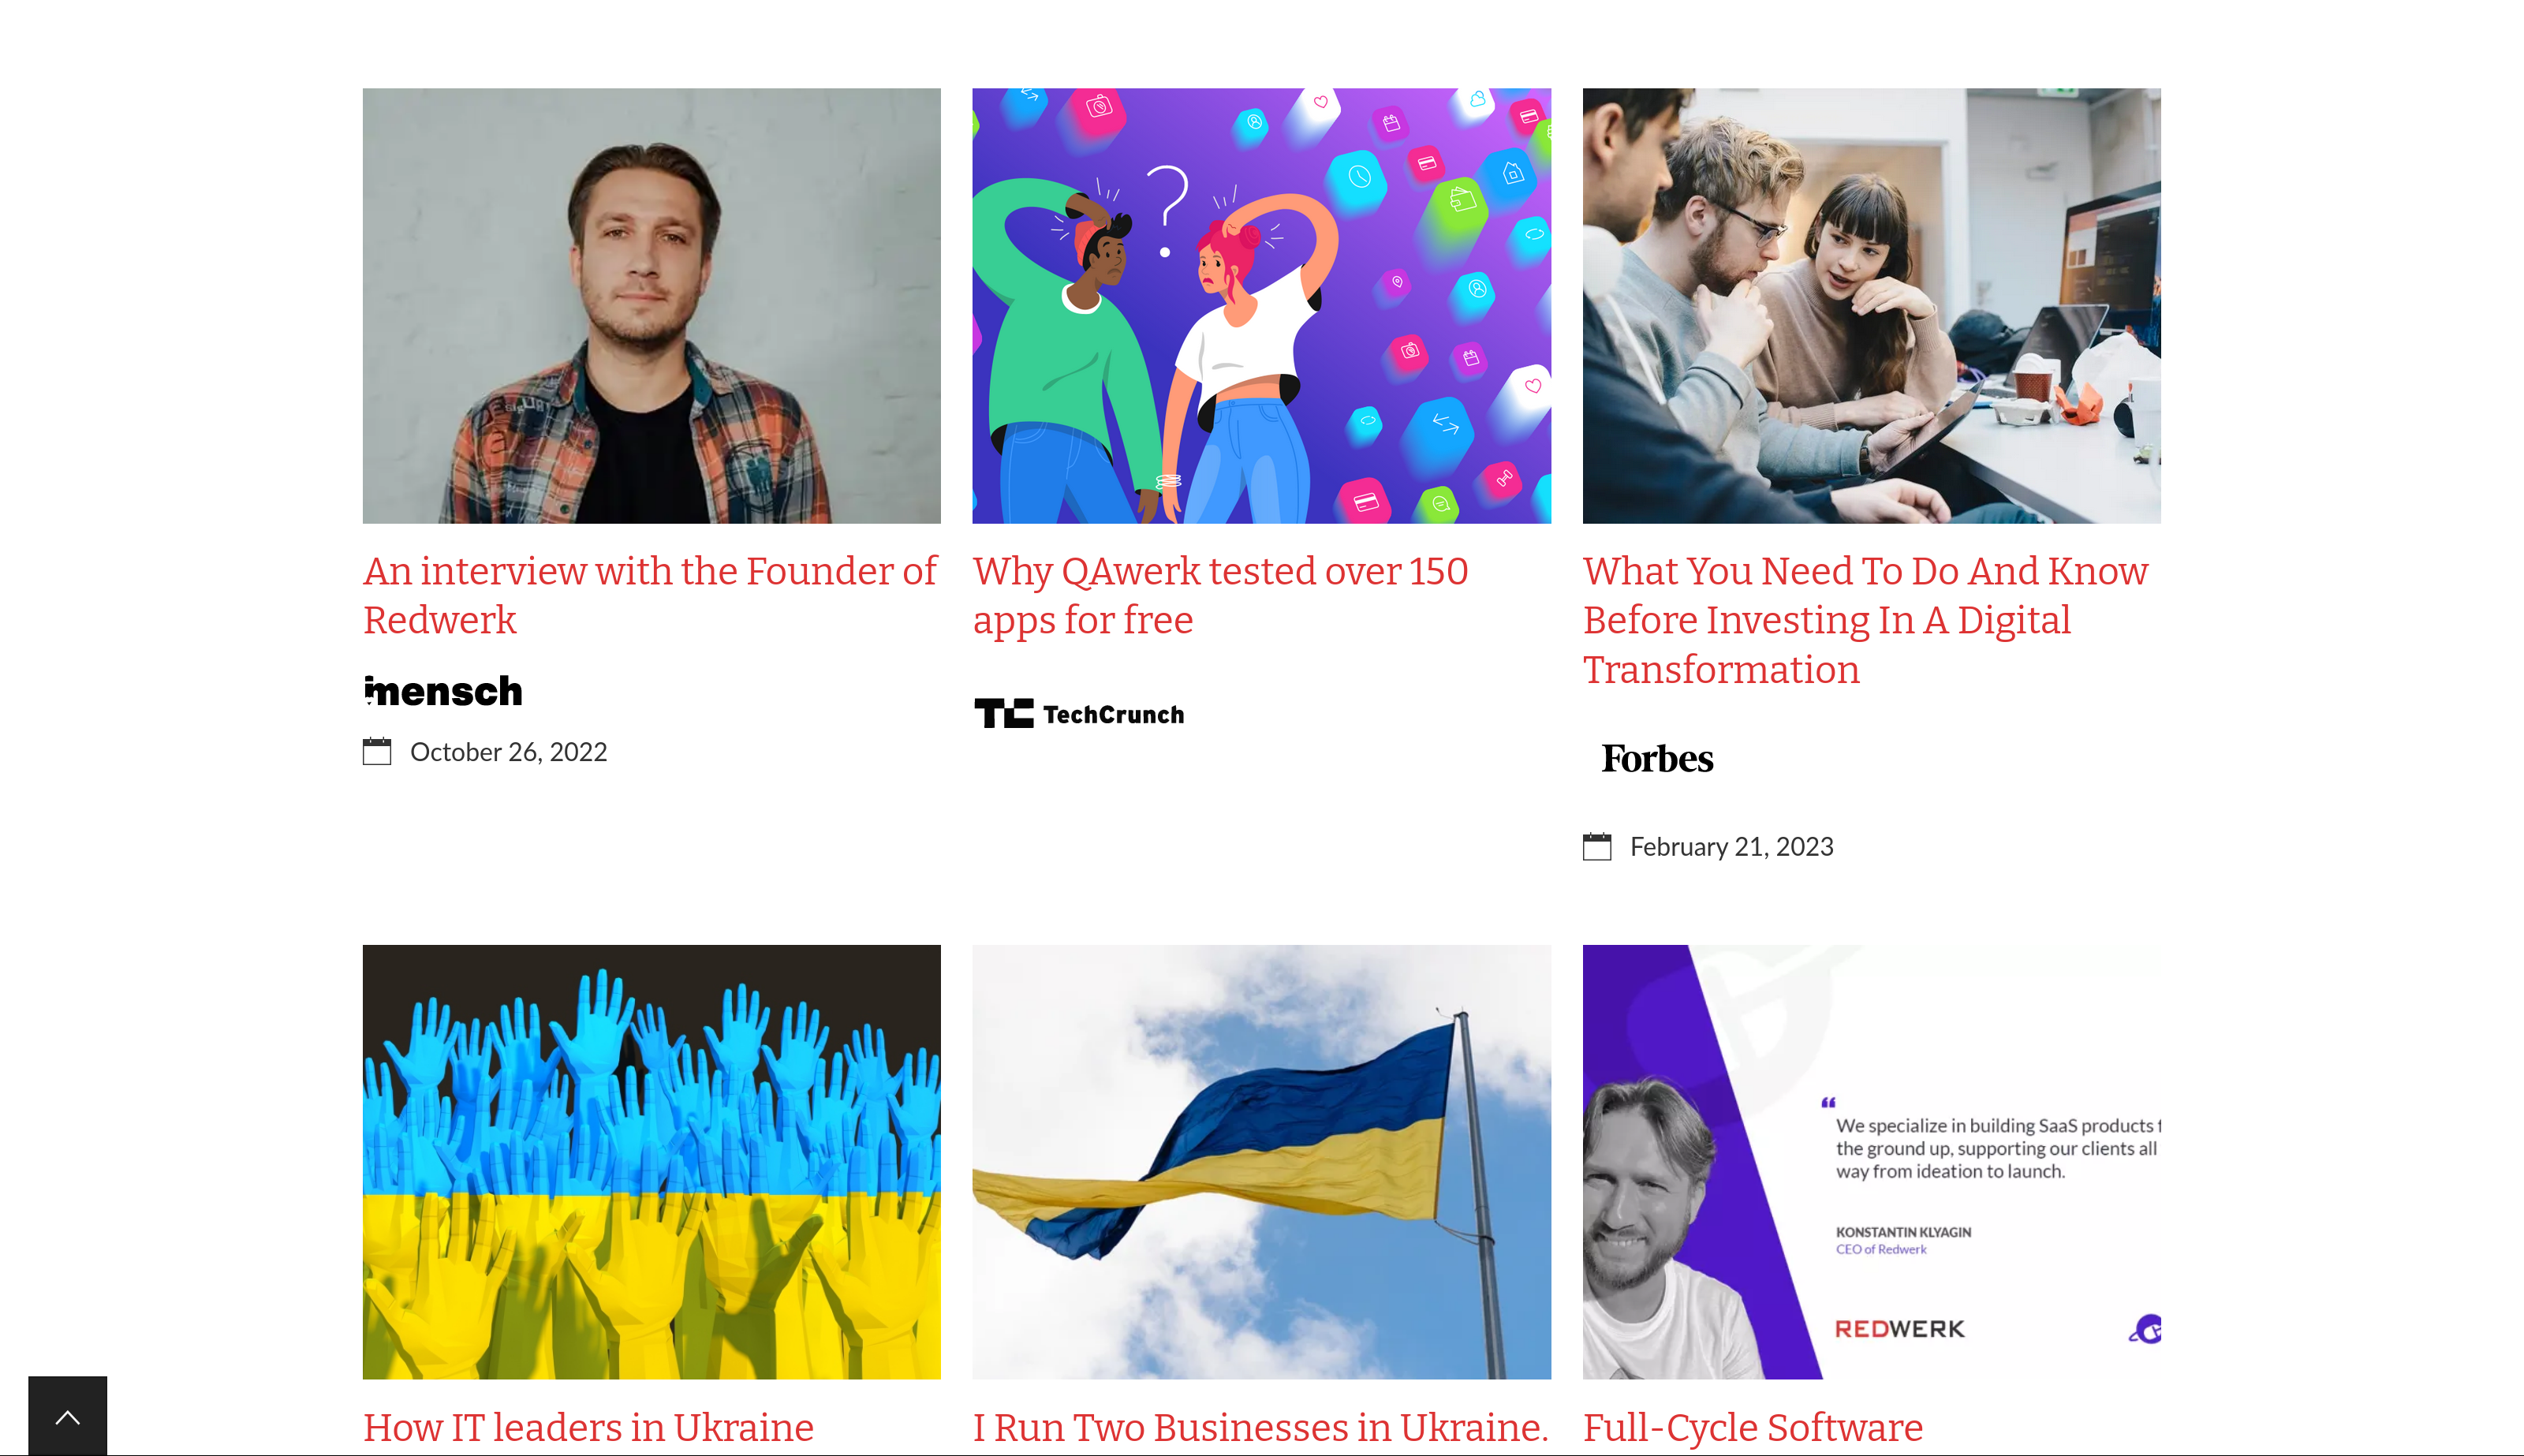 An interview with the Founder of
Redwerk
mensch
October 26, 2022
Why QAwerk tested over 150
apps for free
TC TechCrunch
What You Need To Do And Know
Before Investing In A Digital
Transformation
Forbes
February 21, 2023
How IT leaders in Ukraine
I Run Two Businesses in Ukraine.
“
We specialize in building SaaS products f
the ground up, supporting our clients all
way from ideation to launch.
KONSTANTIN KLYAGIN
CEO of Redwerk
REDWERK
Full-Cycle Software